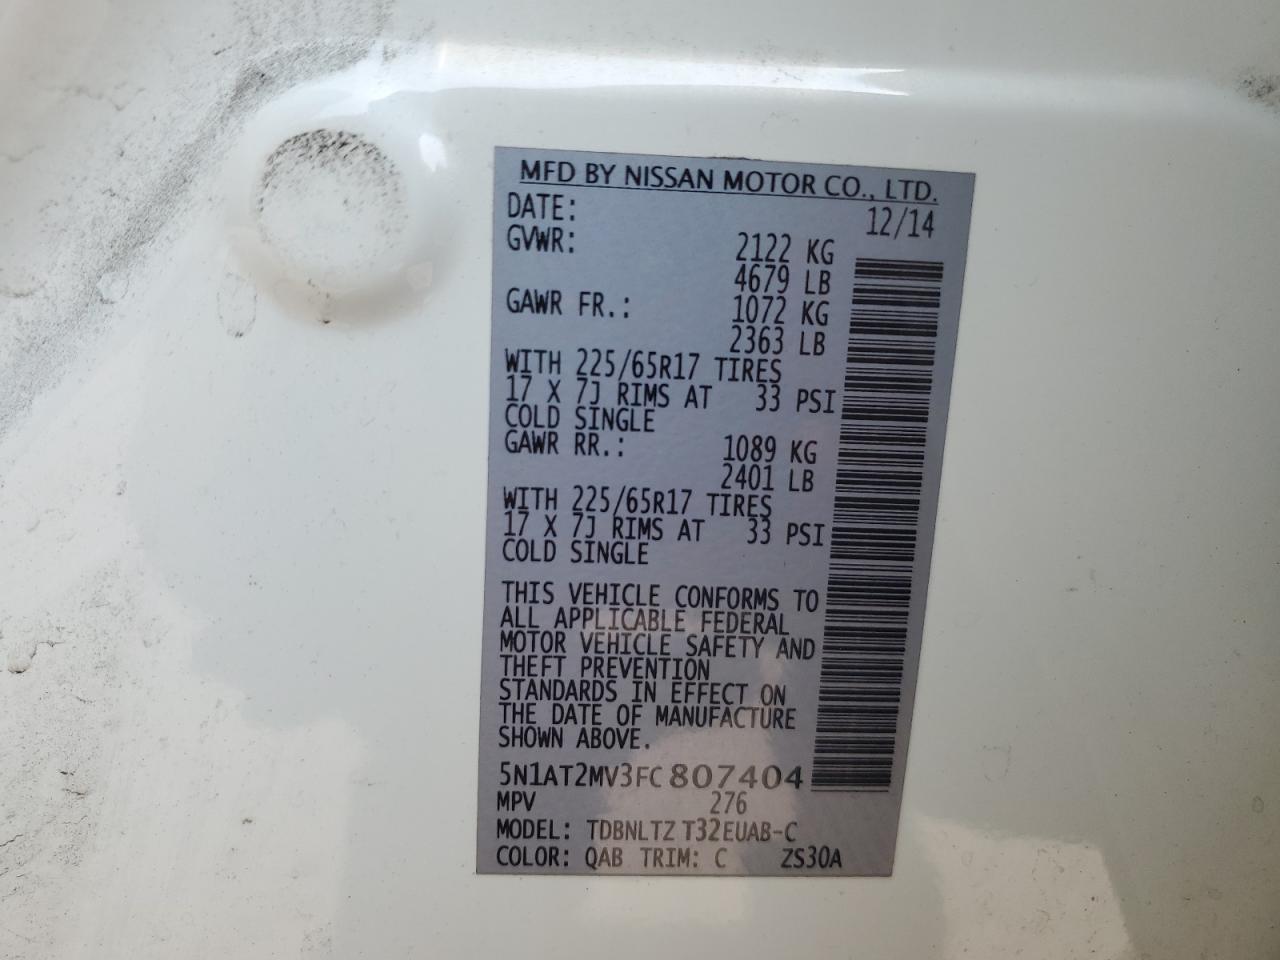 MFD BY NISSAN MOTOR CO., LTD.
DATE: 12/14
GVWR: 2122 KG
4679 LB
GAWR FR.: 1072 KG
2363 LB
WITH 225/65R17 TIRES
17 X 7J RIMS AT 33 PSI
COLD SINGLE
GAWR RR.: 1089 KG
2401 LB
WITH 225/65R17 TIRES
17 X 7J RIMS AT 33 PSI
COLD SINGLE
THIS VEHICLE CONFORMS TO
ALL APPLICABLE FEDERAL
MOTOR VEHICLE SAFETY AND
THEFT PREVENTION
STANDARDS IN EFFECT ON
THE DATE OF MANUFACTURE
SHOWN ABOVE.
5N1AT2MV3FC807404
MPV 276
MODEL: TDBNLTZ T32EUAB-C
COLOR: QAB TRIM: C ZS30A